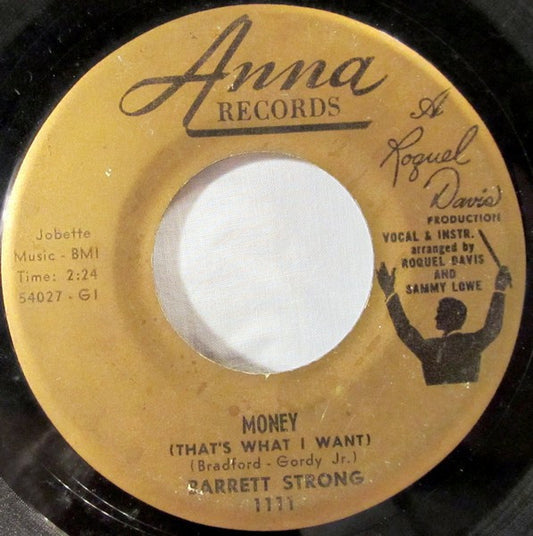 Anna
RECORDS
A
Roquel
Davis
PRODUCTION
VOCAL & INSTR.
arranged by
ROQUEL DAVIS
AND
SAMMY LOWE
Jobette
Music - BMI
Time: 2:24
54027 - G1
MONEY
(THAT'S WHAT I WANT)
(Bradford - Gordy Jr.)
BARRETT STRONG
1111